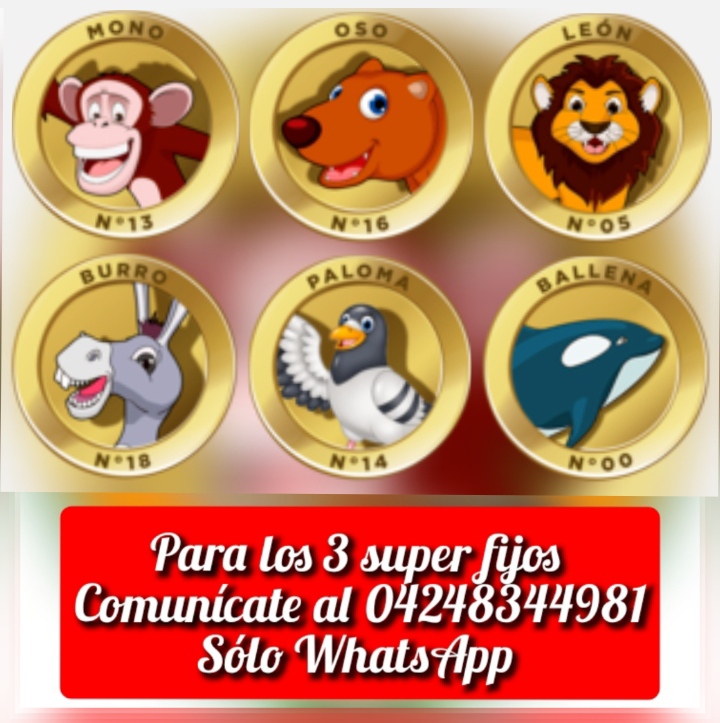 MONO
N°13
OSO
N°16
LEÓN
N°05
BURRO
N°18
PALOMA
N°14
BALLENA
N°00
Para los 3 super fijos
Comunícate al 04248344981
Sólo WhatsApp